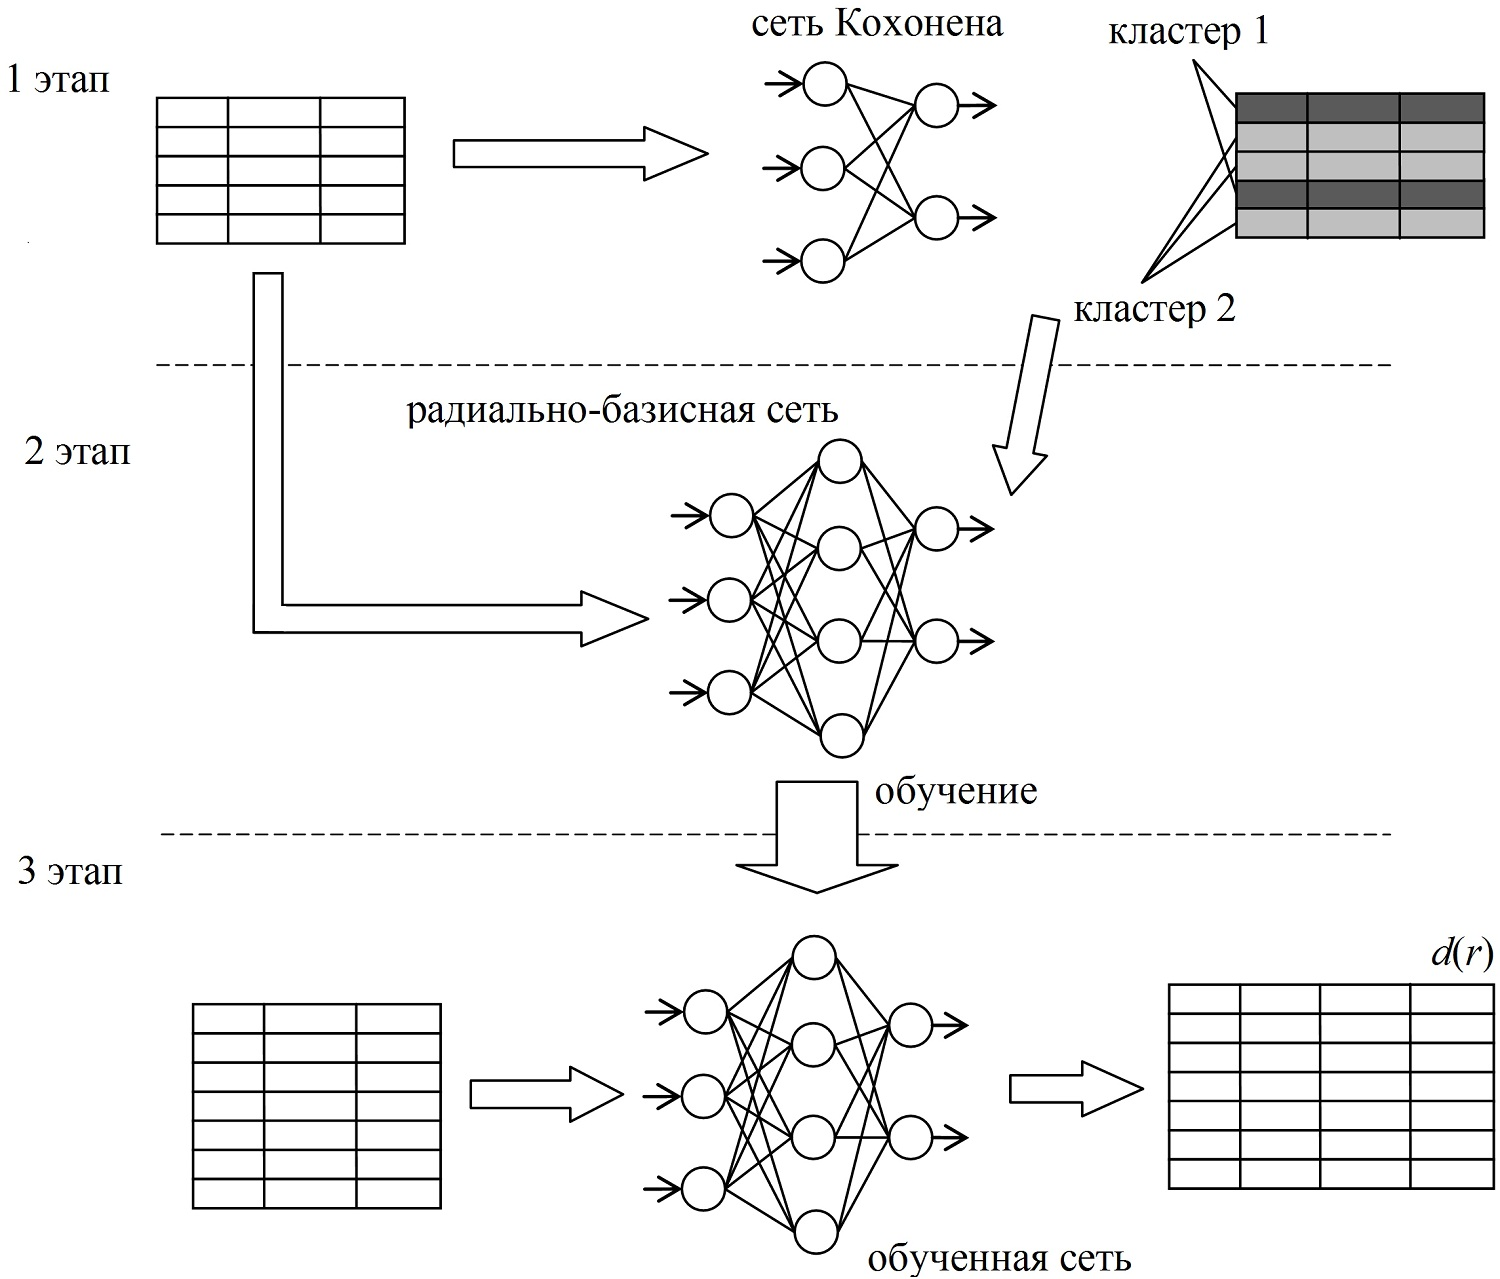 сеть Кохонена
кластер 1
1 этап
кластер 2
радиально-базисная сеть
2 этап
обучение
3 этап
d(r)
обученная сеть